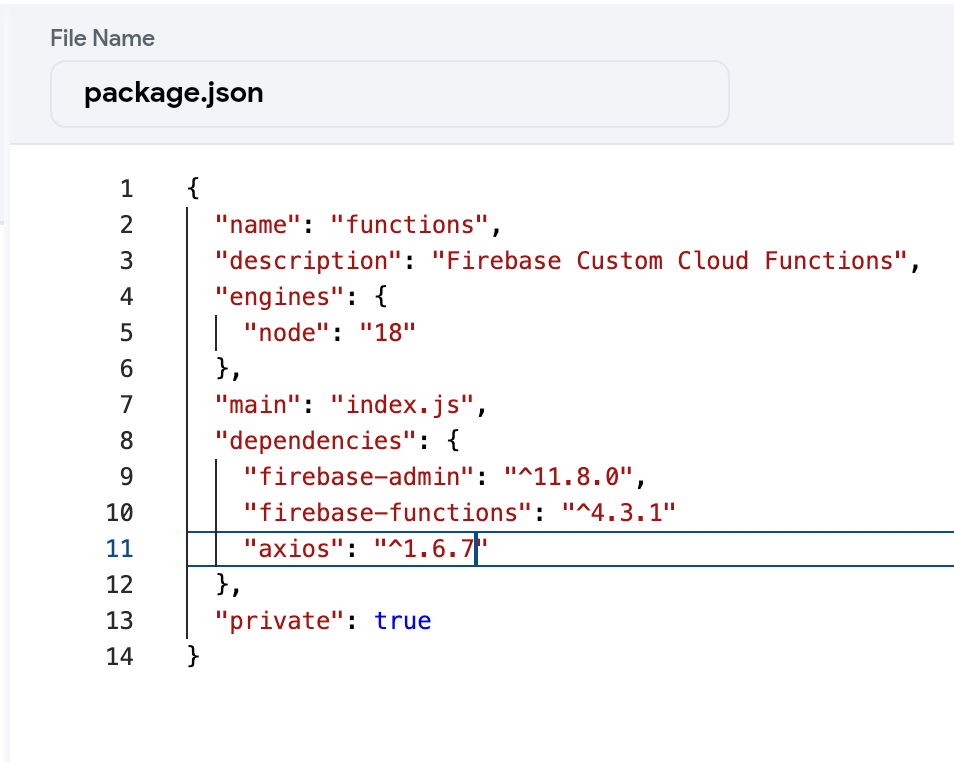 File Name
package.json
1 {
2 "name": "functions",
3 "description": "Firebase Custom Cloud Functions",
4 "engines": {
5 "node": "18"
6 },
7 "main": "index.js",
8 "dependencies": {
9 "firebase-admin": "^11.8.0",
10 "firebase-functions": "^4.3.1"
11 "axios": "^1.6.7"
12 },
13 "private": true
14 }